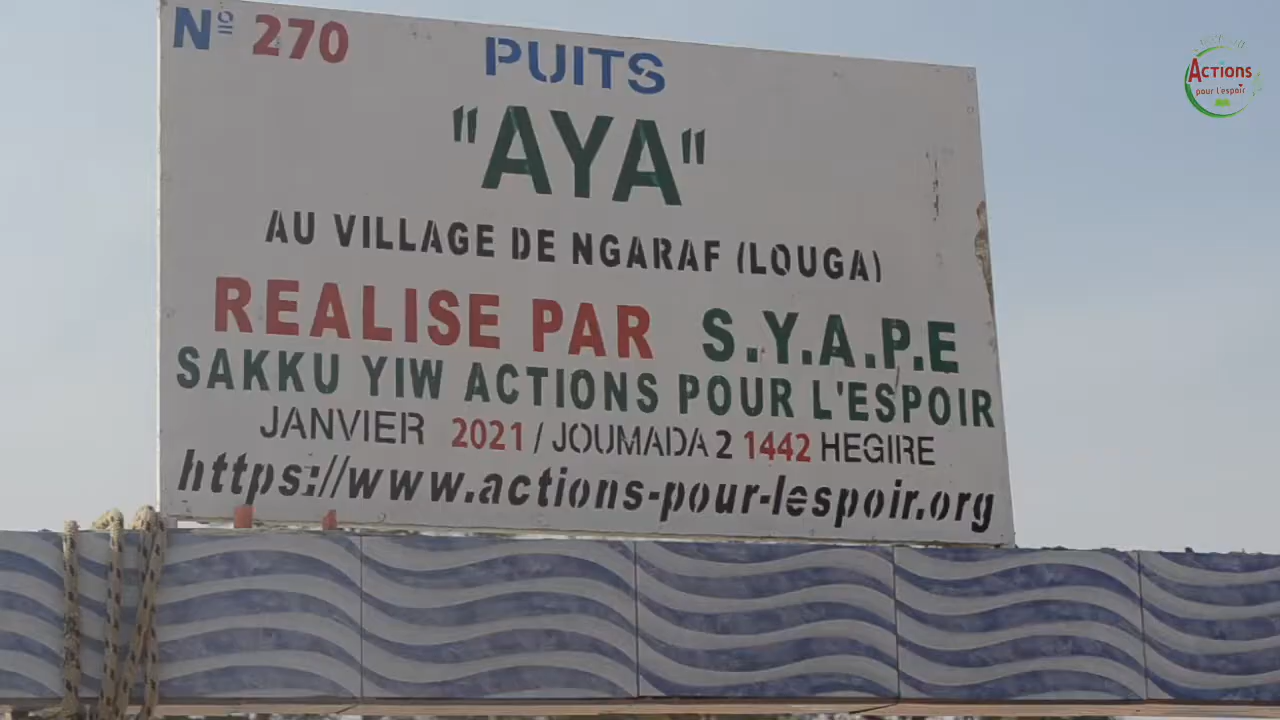 Nº 270 PUITS
"AYA"
AU VILLAGE DE NGARAF (LOUGA)
REALISE PAR S.Y.A.P.E
SAKKU YIW ACTIONS POUR L'ESPOIR
JANVIER 2021 / JOUMADA 2 1442 HEGIRE
https://www.actions-pour-lespoir.org
Actions
pour l'espoir